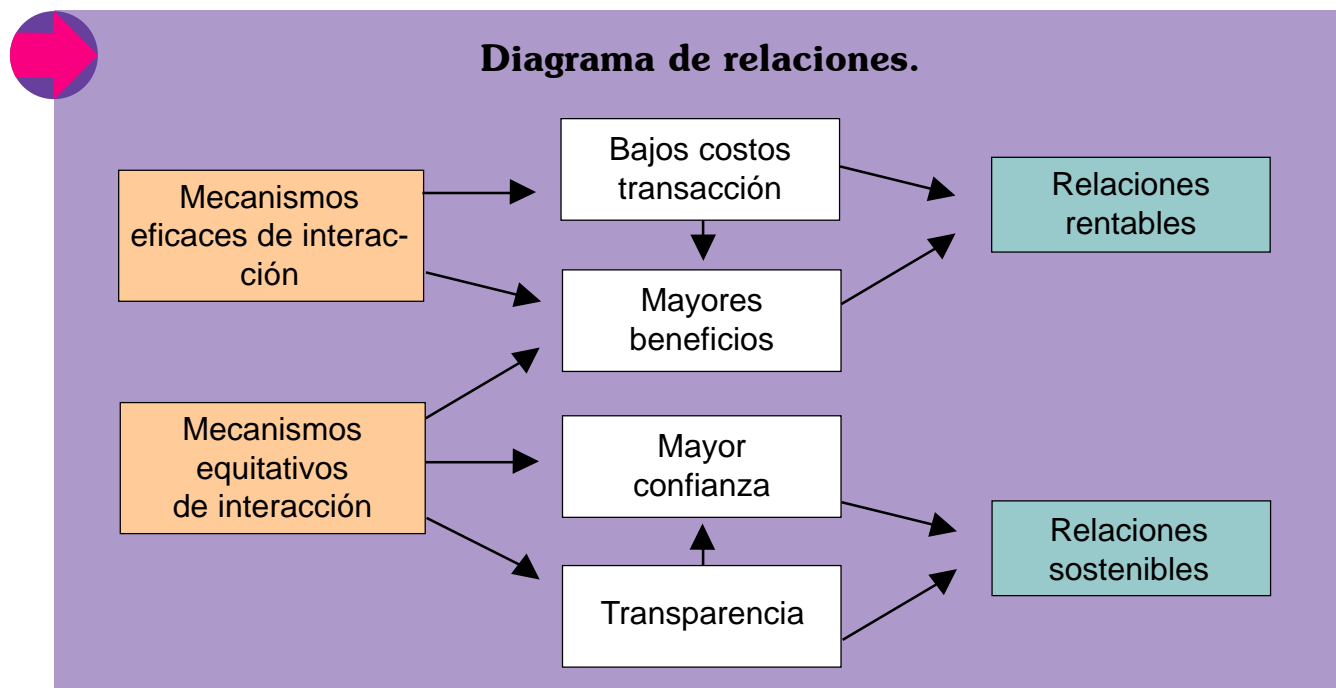 Diagrama de relaciones.
Mecanismos
eficaces de interac-
ción
Bajos costos
transacción
Relaciones
rentables
Mayores
beneficios
Mecanismos
equitativos
de interacción
Mayor
confianza
Relaciones
sostenibles
Transparencia